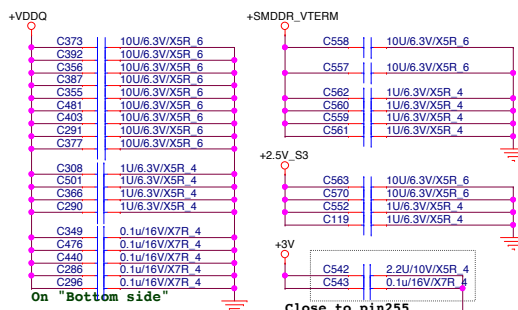 +VDDQ
C373 10U/6.3V/X5R_6
C392 10U/6.3V/X5R_6
C356 10U/6.3V/X5R_6
C387 10U/6.3V/X5R_6
C355 10U/6.3V/X5R_6
C481 10U/6.3V/X5R_6
C403 10U/6.3V/X5R_6
C291 10U/6.3V/X5R_6
C377 10U/6.3V/X5R_6
C308 1U/6.3V/X5R_4
C501 1U/6.3V/X5R_4
C366 1U/6.3V/X5R_4
C290 1U/6.3V/X5R_4
C349 0.1u/16V/X7R_4
C476 0.1u/16V/X7R_4
C440 0.1u/16V/X7R_4
C286 0.1u/16V/X7R_4
C296 0.1u/16V/X7R_4
On "Bottom side"
+SMDDR_VTERM
C558 10U/6.3V/X5R_6
C557 10U/6.3V/X5R_6
C562 1U/6.3V/X5R_4
C560 1U/6.3V/X5R_4
C559 1U/6.3V/X5R_4
C561 1U/6.3V/X5R_4
+2.5V_S3
C563 10U/6.3V/X5R_6
C570 10U/6.3V/X5R_6
C552 1U/6.3V/X5R_4
C119 1U/6.3V/X5R_4
+3V
C542 2.2U/10V/X5R_4
C543 0.1u/16V/X7R_4
Close to pin255